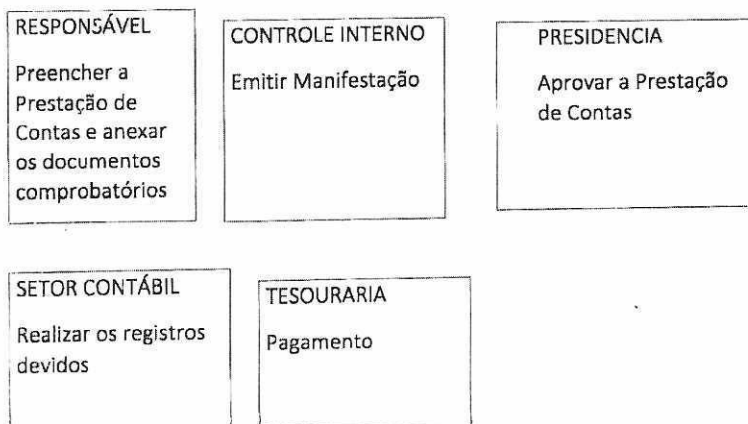 RESPONSÁVEL
Preencher a
Prestação de
Contas e anexar
os documentos
comprobatórios
CONTROLE INTERNO
Emitir Manifestação
PRESIDENCIA
Aprovar a Prestação
de Contas
SETOR CONTÁBIL
Realizar os registros
devidos
TESOURARIA
Pagamento